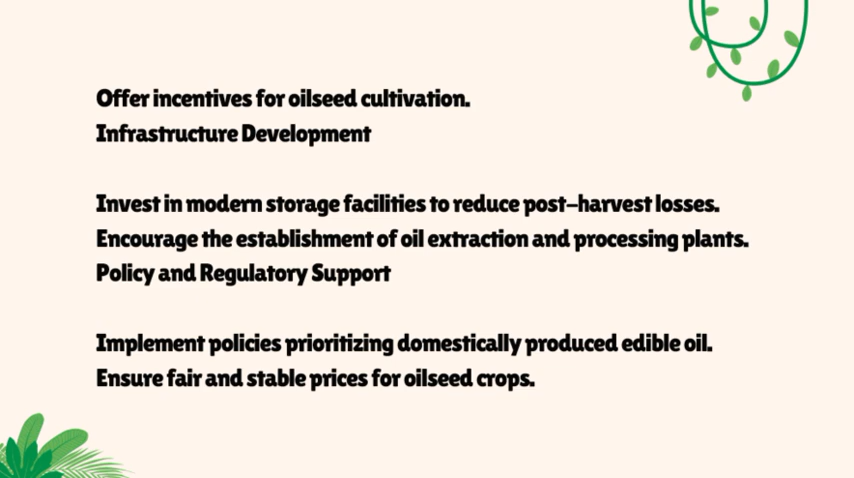 Offer incentives for oilseed cultivation.
Infrastructure Development
Invest in modern storage facilities to reduce post-harvest losses.
Encourage the establishment of oil extraction and processing plants.
Policy and Regulatory Support
Implement policies prioritizing domestically produced edible oil.
Ensure fair and stable prices for oilseed crops.